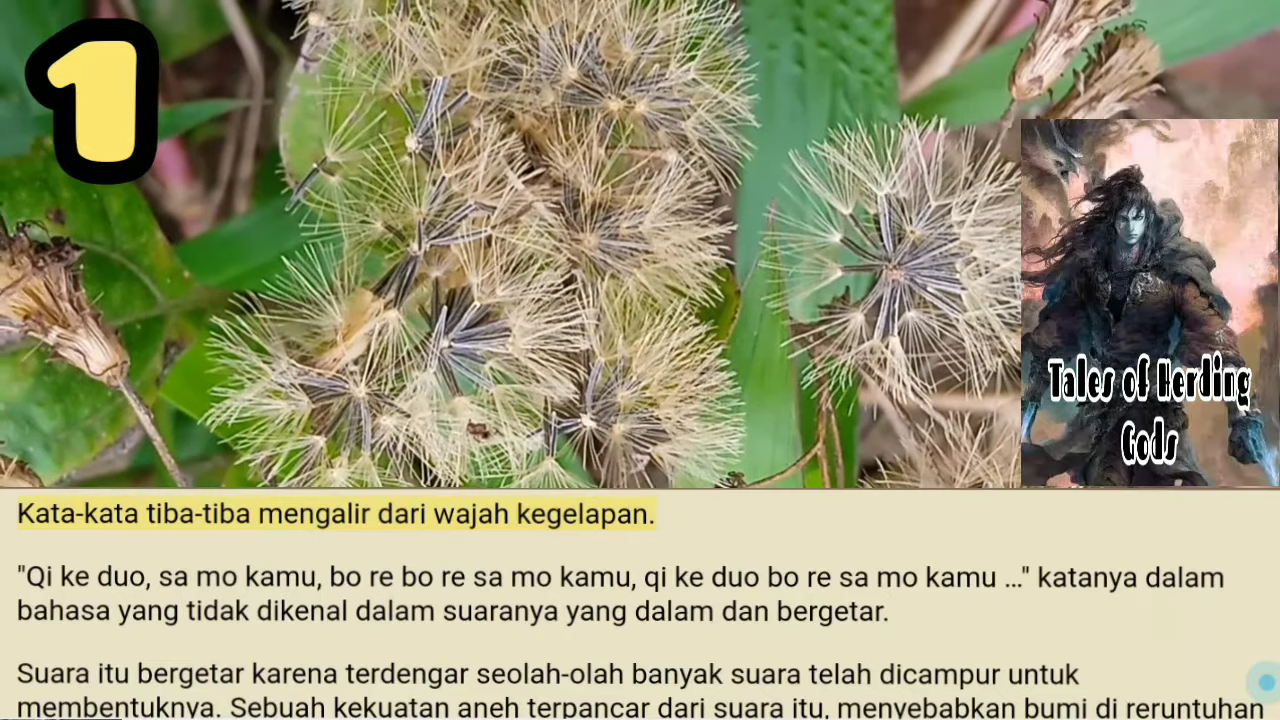 1
Tales of Herding
Gods
Kata-kata tiba-tiba mengalir dari wajah kegelapan.
"Qi ke duo, sa mo kamu, bo re bo re sa mo kamu, qi ke duo bo re sa mo kamu ..." katanya dalam
bahasa yang tidak dikenal dalam suaranya yang dalam dan bergetar.
Suara itu bergetar karena terdengar seolah-olah banyak suara telah dicampur untuk
membentuknya. Sebuah kekuatan aneh terpancar dari suara itu, menyebabkan bumi di reruntuhan